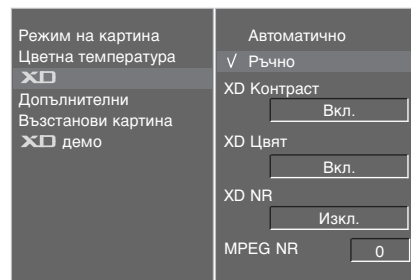 Режим на картина
Цветна температура
XD
Допълнителни
Възстанови картина
XD демо
Автоматично
√ Ръчно
XD Контраст
Вкл.
XD Цвят
Вкл.
XD NR
Изкл.
MPEG NR
0